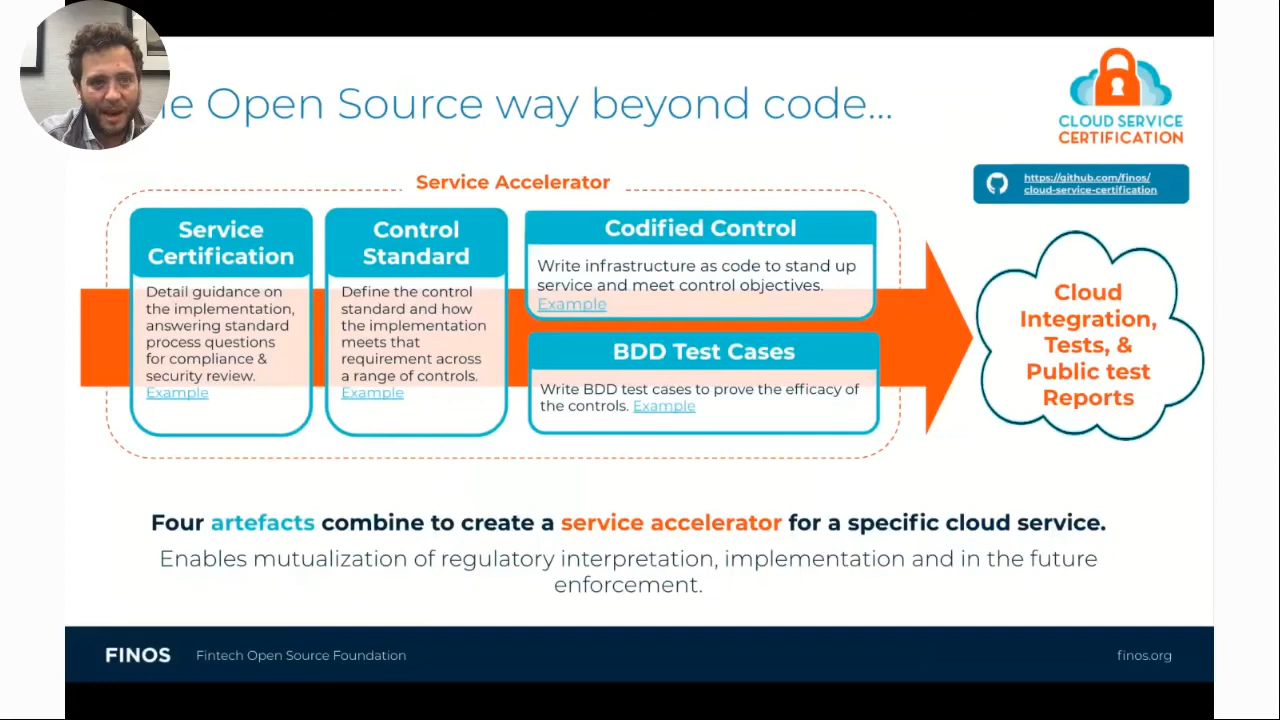 e Open Source way beyond code...
CLOUD SERVICE
CERTIFICATION
https://github.com/finos/
cloud-service-certification
Service Accelerator
Service
Certification
Detail guidance on
the implementation,
answering standard
process questions
for compliance &
security review.
Example
Control
Standard
Define the control
standard and how
the implementation
meets that
requirement across
a range of controls.
Example
Codified Control
Write infrastructure as code to stand up
service and meet control objectives.
Example
BDD Test Cases
Write BDD test cases to prove the efficacy of
the controls. Example
Cloud
Integration,
Tests, &
Public test
Reports
Four artefacts combine to create a service accelerator for a specific cloud service.
Enables mutualization of regulatory interpretation, implementation and in the future
enforcement.
FINOS Fintech Open Source Foundation
finos.org